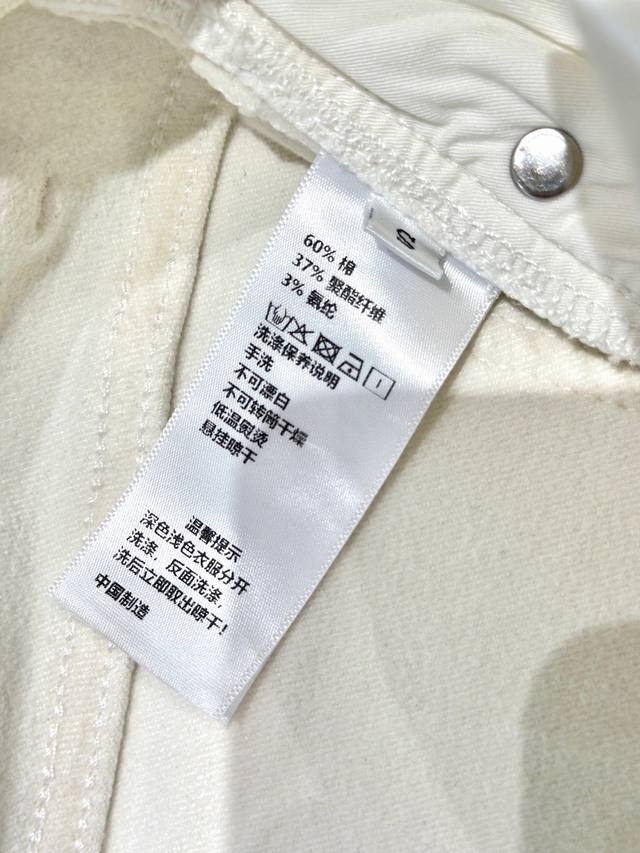 S
60% 棉
37% 聚酯纤维
3% 氨纶
洗涤保养说明
手洗
不可漂白
不可转筒干燥
低温熨烫
悬挂晾干
温馨提示
深色浅色衣服分开
洗涤，反面洗涤，
洗后立即取出晾干！
中国制造